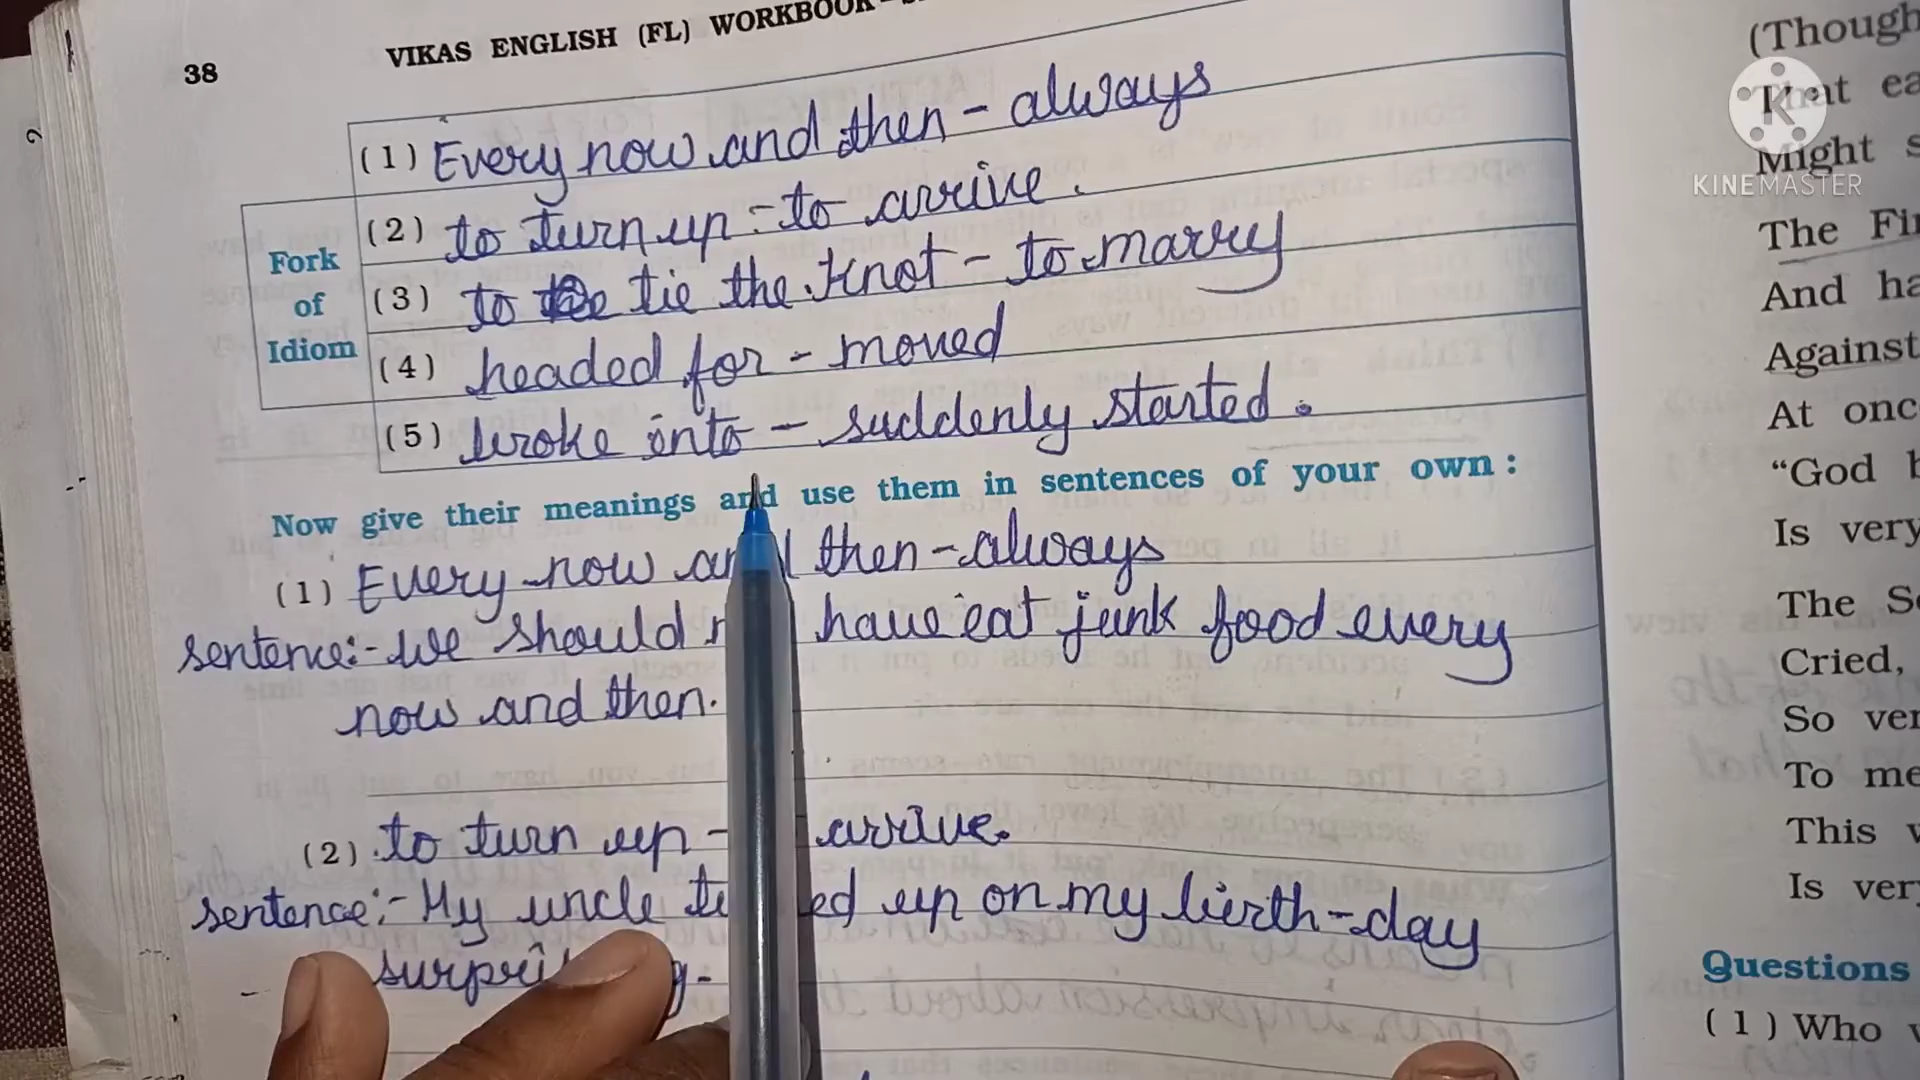 38
VIKAS ENGLISH (FL) WORKBOOK
(1) Every now and then - always
(2) to turn up - to arrive.
(3) to tie the knot - to marry
(4) headed for - moved
(5) broke into - suddenly started.
Fork
of
Idiom
Now give their meanings and use them in sentences of your own :
(1) Every now and then - always
sentence:- we should have eat junk food every
now and then.
(2) to turn up - arrive.
sentence:- My uncle up on my birth-day
(Though
That ea
Might s
The Fir
And ha
Against
At onc
"God b
Is very
The Se
Cried,
So ver
To me
This
Is very
Questions
(1) Who
KINEMASTER